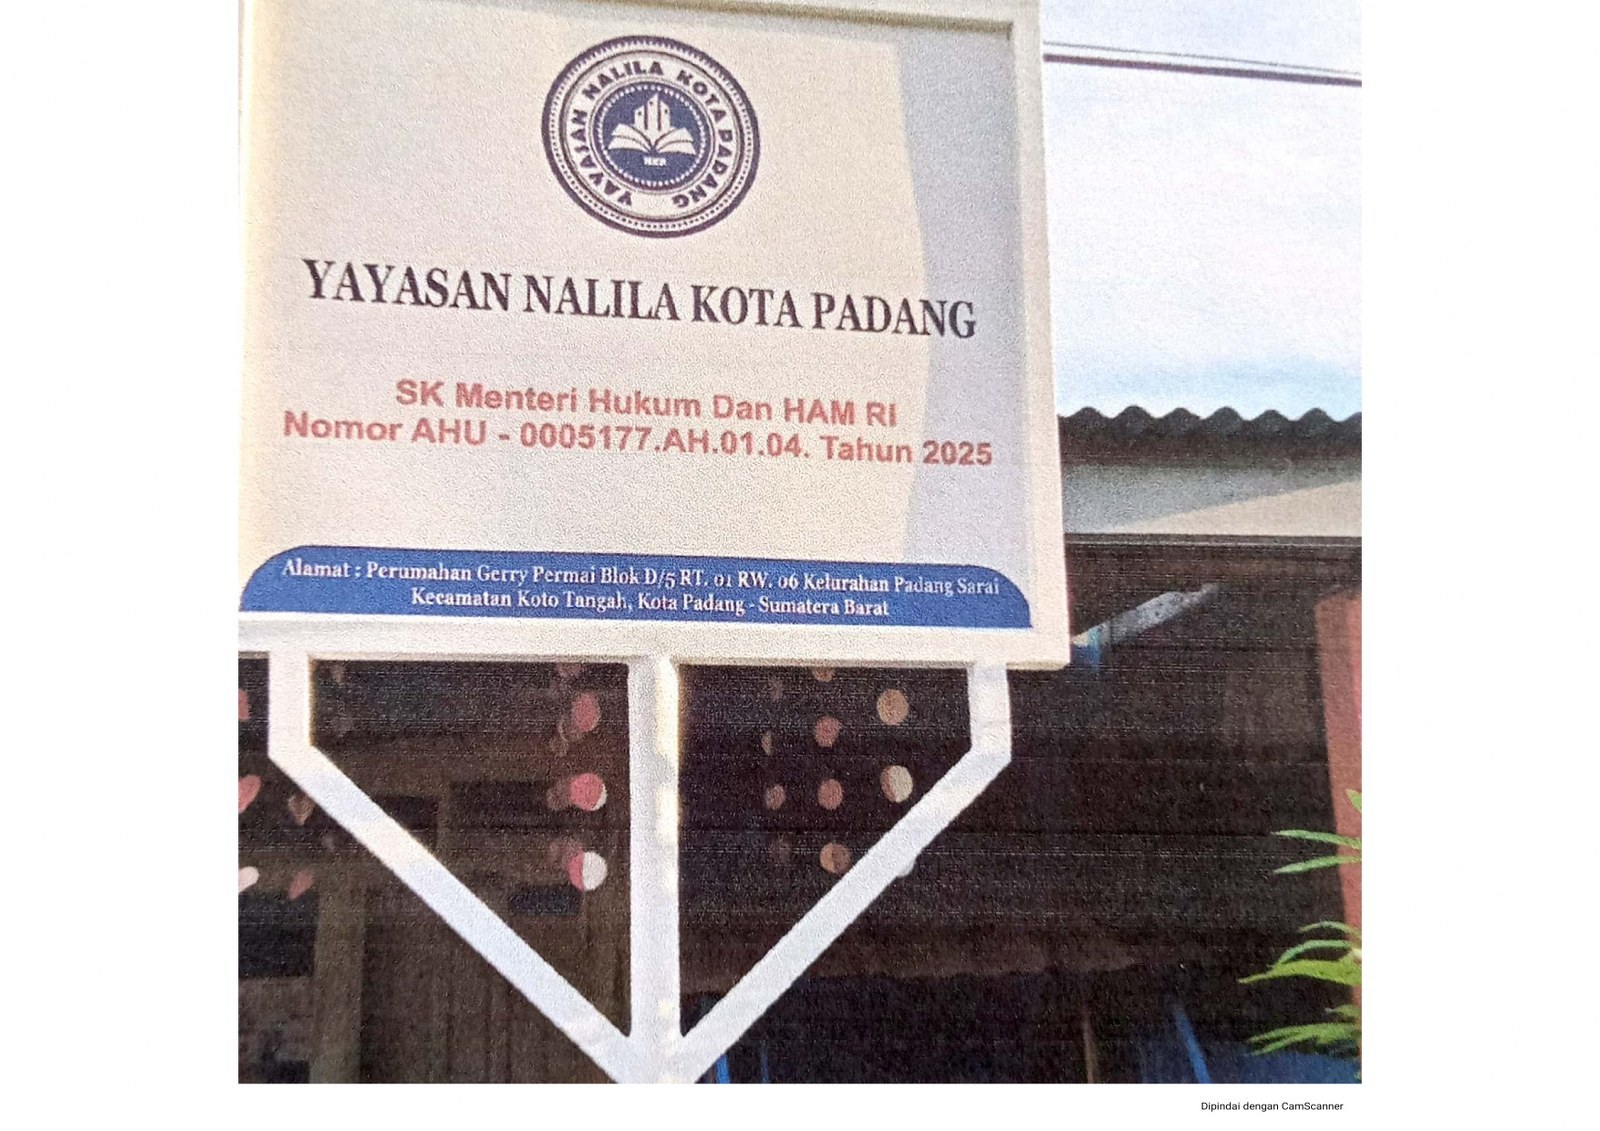 YAYASAN NALILA KOTA PADANG
NKP
YAYASAN NALILA KOTA PADANG
SK Menteri Hukum Dan HAM RI
Nomor AHU - 0005177.AH.01.04. Tahun 2025
Alamat : Perumahan Gerry Permai Blok D/5 RT. 01 RW. 06 Kelurahan Padang Sarai
Kecamatan Koto Tangah, Kota Padang - Sumatera Barat
Dipindai dengan CamScanner